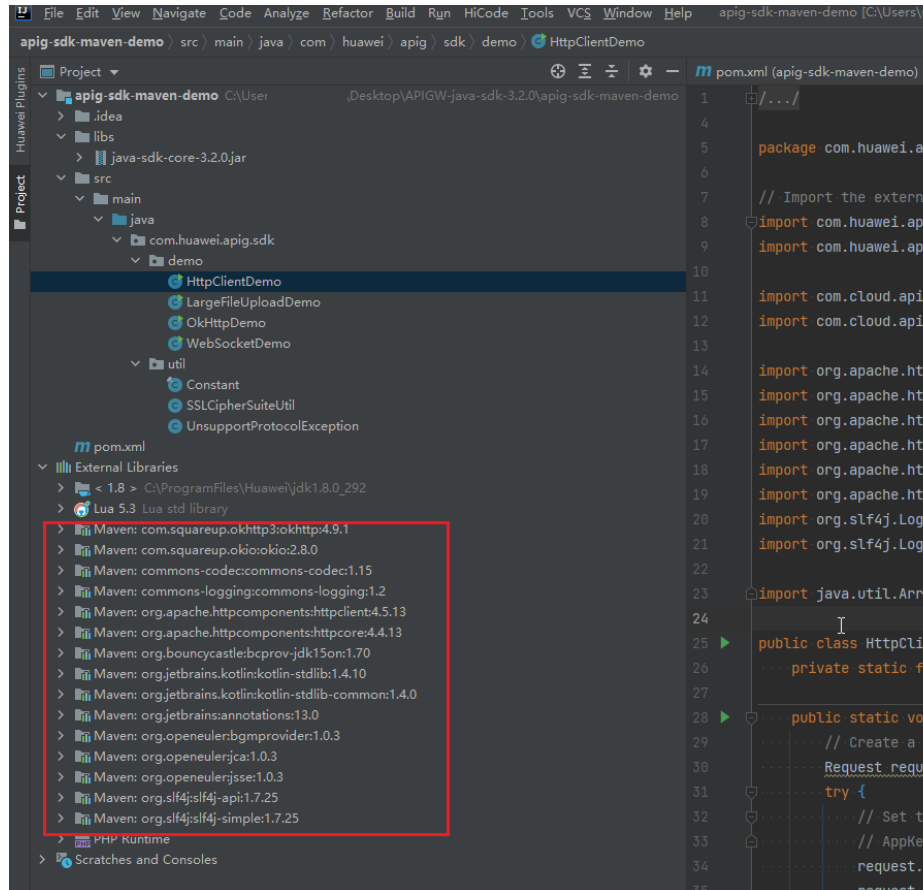 File Edit View Navigate Code Analyze Refactor Build Run HiCode Tools VCS Window Help apig-sdk-maven-demo [C:\Users\
apig-sdk-maven-demo src main java com huawei apig sdk demo HttpClientDemo
Project
pom.xml (apig-sdk-maven-demo)
Huawei Plugins
Project
apig-sdk-maven-demo C:\User ,Desktop\APIGW-java-sdk-3.2.0\apig-sdk-maven-demo
.idea
libs
java-sdk-core-3.2.0.jar
src
main
java
com.huawei.apig.sdk
demo
HttpClientDemo
LargeFileUploadDemo
OkHttpDemo
WebSocketDemo
util
Constant
SSLCipherSuiteUtil
UnsupportProtocolException
pom.xml
External Libraries
< 1.8 > C:\ProgramFiles\Huawei\jdk1.8.0_292
Lua 5.3 Lua std library
Maven: com.squareup.okhttp3:okhttp:4.9.1
Maven: com.squareup.okio:okio:2.8.0
Maven: commons-codec:commons-codec:1.15
Maven: commons-logging:commons-logging:1.2
Maven: org.apache.httpcomponents:httpclient:4.5.13
Maven: org.apache.httpcomponents:httpcore:4.4.13
Maven: org.bouncycastle:bcprov-jdk15on:1.70
Maven: org.jetbrains.kotlin:kotlin-stdlib:1.4.10
Maven: org.jetbrains.kotlin:kotlin-stdlib-common:1.4.0
Maven: org.jetbrains:annotations:13.0
Maven: org.openeuler:bgmprovider:1.0.3
Maven: org.openeuler:jca:1.0.3
Maven: org.openeuler:jsse:1.0.3
Maven: org.slf4j:slf4j-api:1.7.25
Maven: org.slf4j:slf4j-simple:1.7.25
PHP Runtime
Scratches and Consoles
1 /.../
4
5 package com.huawei.a
6
7 // Import the extern
8 import com.huawei.ap
9 import com.huawei.ap
10
11 import com.cloud.api
12 import com.cloud.api
13
14 import org.apache.ht
15 import org.apache.ht
16 import org.apache.ht
17 import org.apache.ht
18 import org.apache.ht
19 import org.apache.ht
20 import org.slf4j.Log
21 import org.slf4j.Log
22
23 import java.util.Arr
24
25 public class HttpCli
26 private static f
27
28 public static vo
29 // Create a
30 Request requ
31 try {
32 // Set t
33 // AppKe
34 request.
35 request